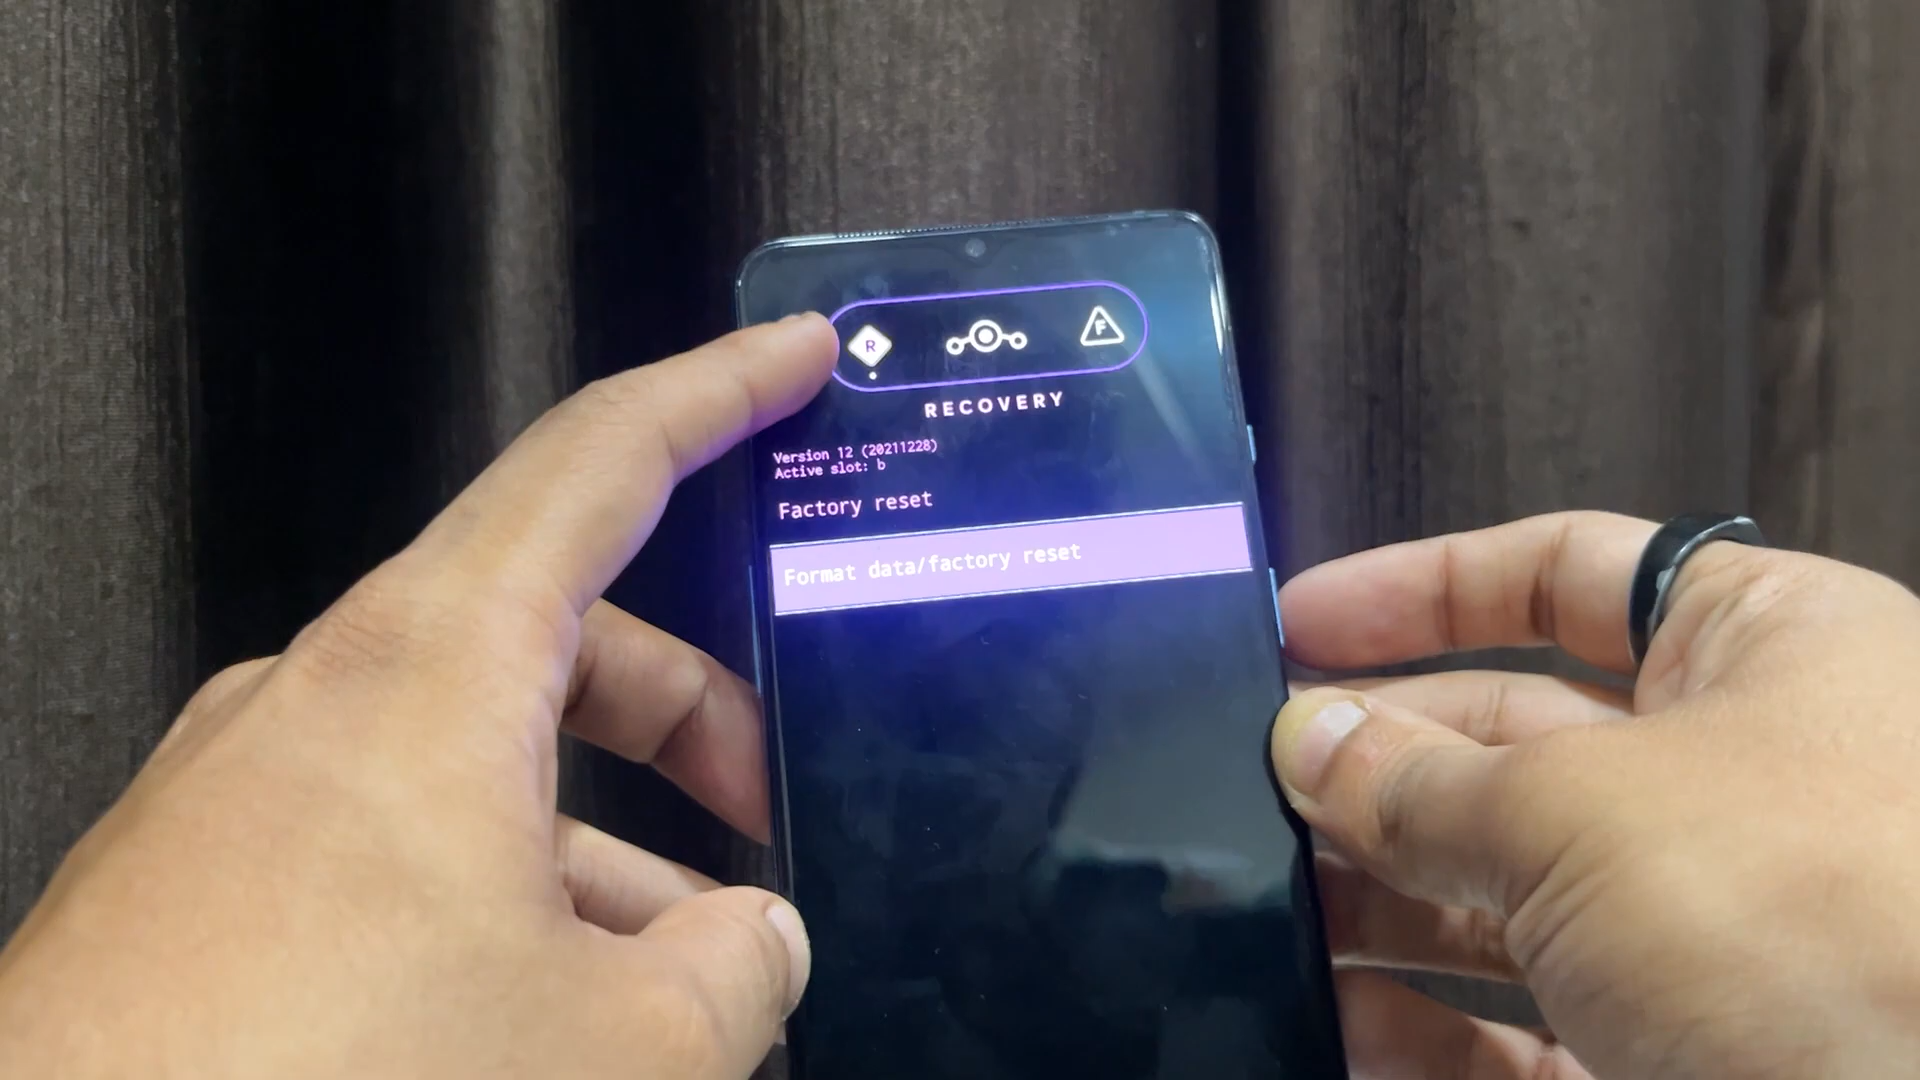 R
F
RECOVERY
Version 12 (20211228)
Active slot: b
Factory reset
Format data/factory reset